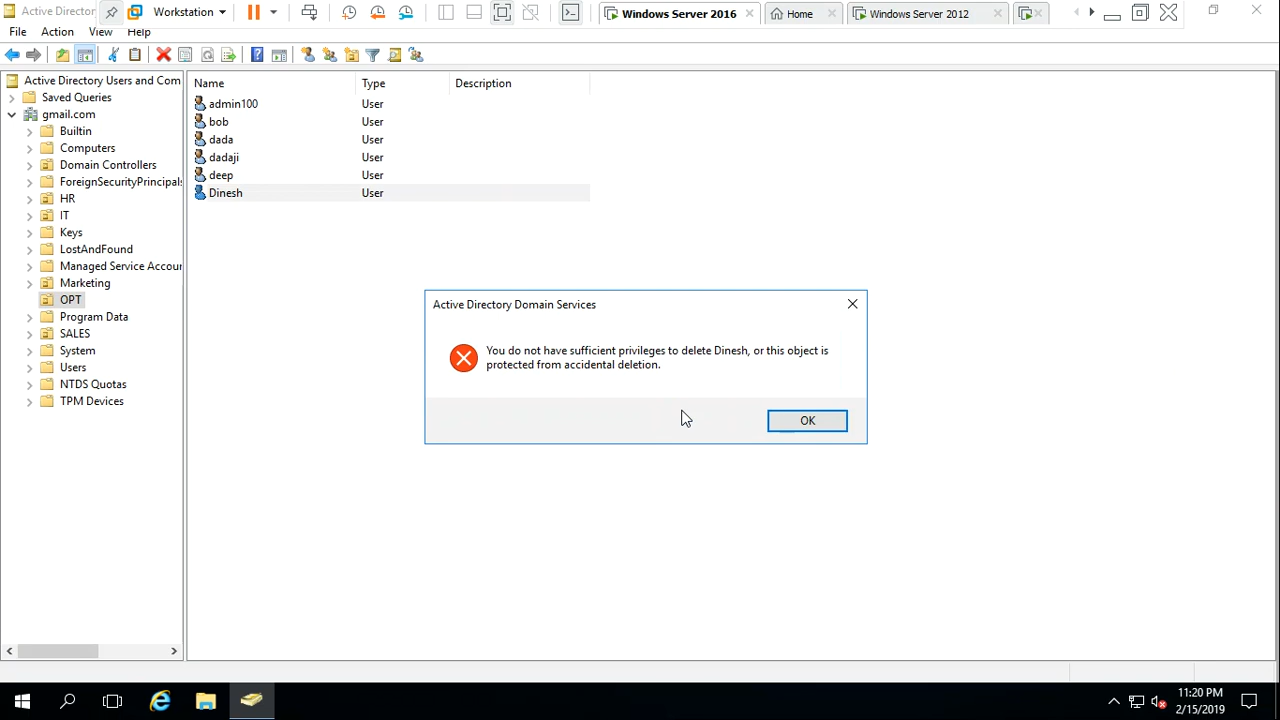 Active Directory
Workstation
Windows Server 2016
Home
Windows Server 2012
File
Action
View
Help
Active Directory Users and Com
Saved Queries
gmail.com
Builtin
Computers
Domain Controllers
ForeignSecurityPrincipals
HR
IT
Keys
LostAndFound
Managed Service Accour
Marketing
OPT
Program Data
SALES
System
Users
NTDS Quotas
TPM Devices
Name Type Description
admin100 User
bob User
dada User
dadaji User
deep User
Dinesh User
Active Directory Domain Services
You do not have sufficient privileges to delete Dinesh, or this object is
protected from accidental deletion.
OK
11:20 PM
2/15/2019